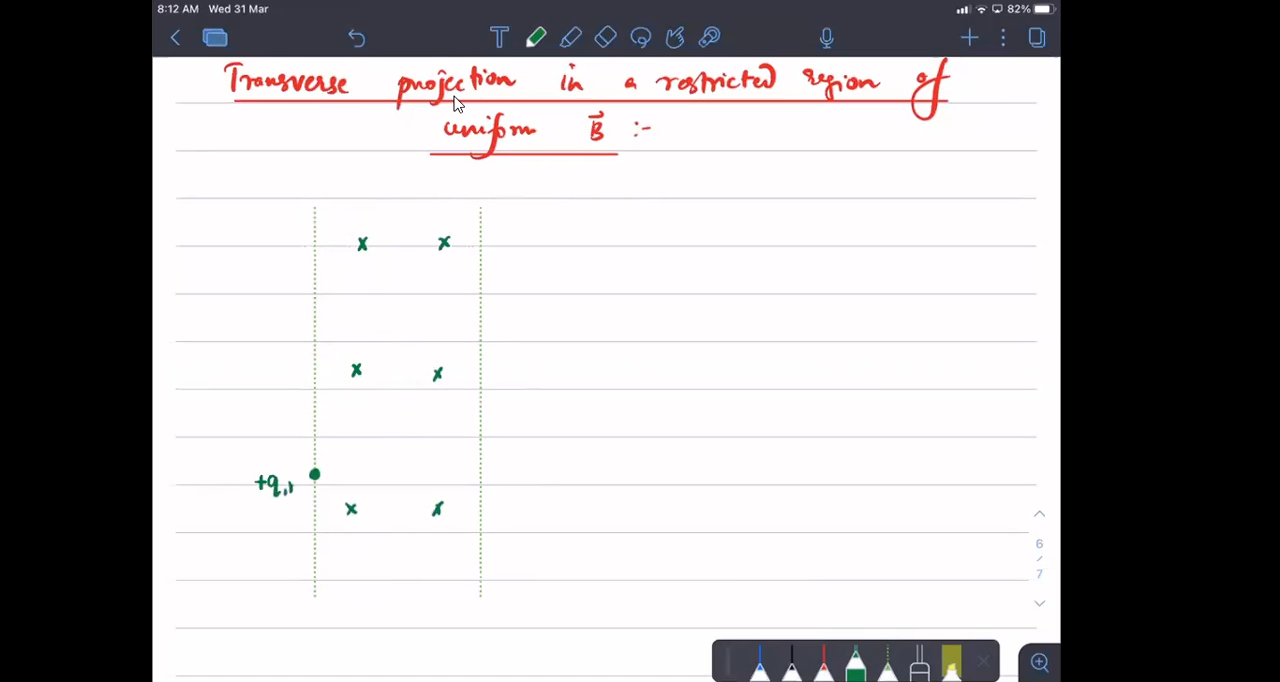 8:12 AM Wed 31 Mar
82%
Transverse projection in a restricted region of
uniform B⃗ :-
x x
x x
+q,
x x
6
/
7